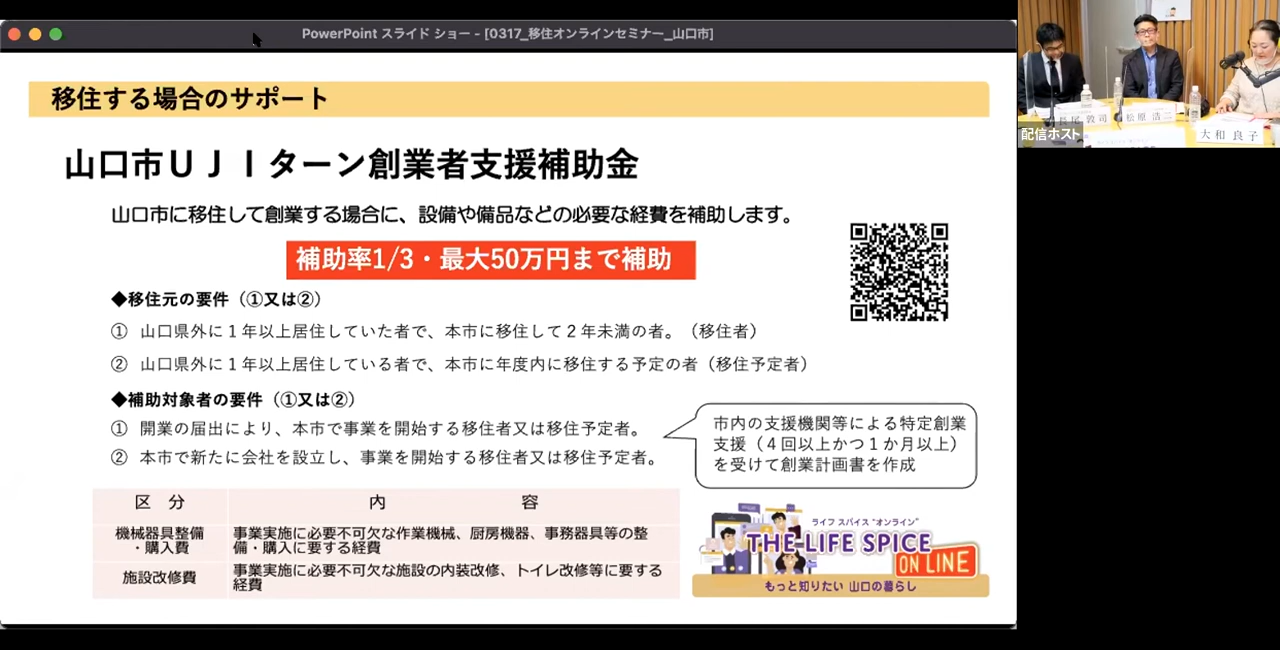 PowerPoint スライド ショー - [0317_移住オンラインセミナー_山口市]
移住する場合のサポート
山口市ＵＪＩターン創業者支援補助金
山口市に移住して創業する場合に、設備や備品などの必要な経費を補助します。
補助率1/3・最大50万円まで補助
◆移住元の要件（①又は②）
① 山口県外に１年以上居住していた者で、本市に移住して２年未満の者。（移住者）
② 山口県外に１年以上居住している者で、本市に年度内に移住する予定の者（移住予定者）
◆補助対象者の要件（①又は②）
① 開業の届出により、本市で事業を開始する移住者又は移住予定者。
② 本市で新たに会社を設立し、事業を開始する移住者又は移住予定者。
市内の支援機関等による特定創業
支援（４回以上かつ１か月以上）
を受けて創業計画書を作成
区 分 内 容
機械器具整備
・購入費
事業実施に必要不可欠な作業機械、厨房機器、事務器具等の整
備・購入に要する経費
施設改修費
事業実施に必要不可欠な施設の内装改修、トイレ改修等に要する
経費
ライフ スパイス “オンライン”
THE LIFE SPICE
ON LINE
もっと知りたい 山口の暮らし
長尾 敦司
松原 浩
大和 良子
配信ホスト